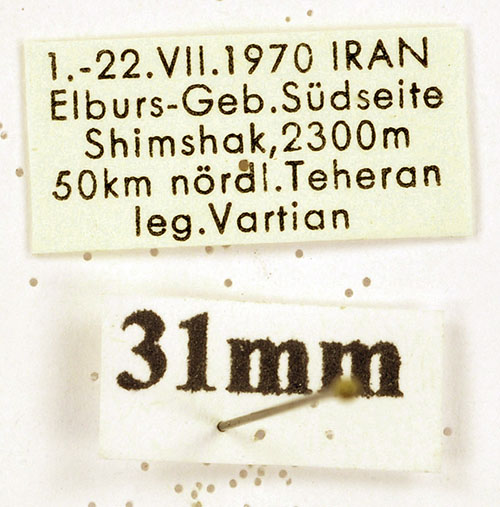 1.-22.VII.1970 IRAN
Elburs-Geb.Südseite
Shimshak,2300m
50km nördl.Teheran
leg.Vartian
31mm